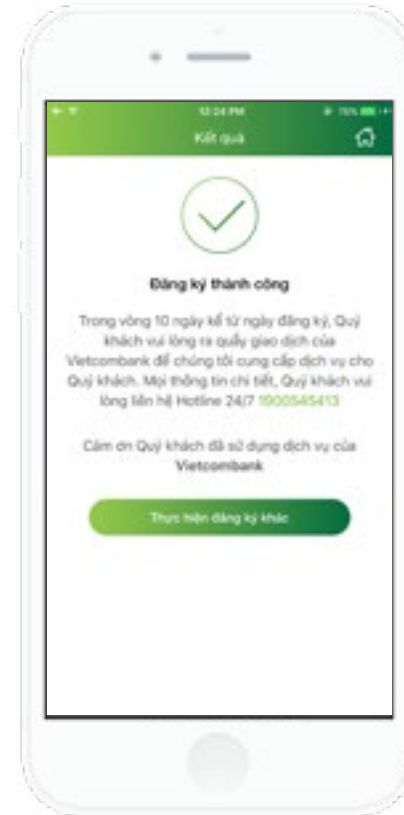 12:24 PM
76%
Kết quả
Đăng ký thành công
Trong vòng 10 ngày kể từ ngày đăng ký, Quý
khách vui lòng ra quầy giao dịch của
Vietcombank để chúng tôi cung cấp dịch vụ cho
Quý khách. Mọi thông tin chi tiết, Quý khách vui
lòng liên hệ Hotline 24/7 1900545413
Cảm ơn Quý khách đã sử dụng dịch vụ của
Vietcombank
Thực hiện đăng ký khác